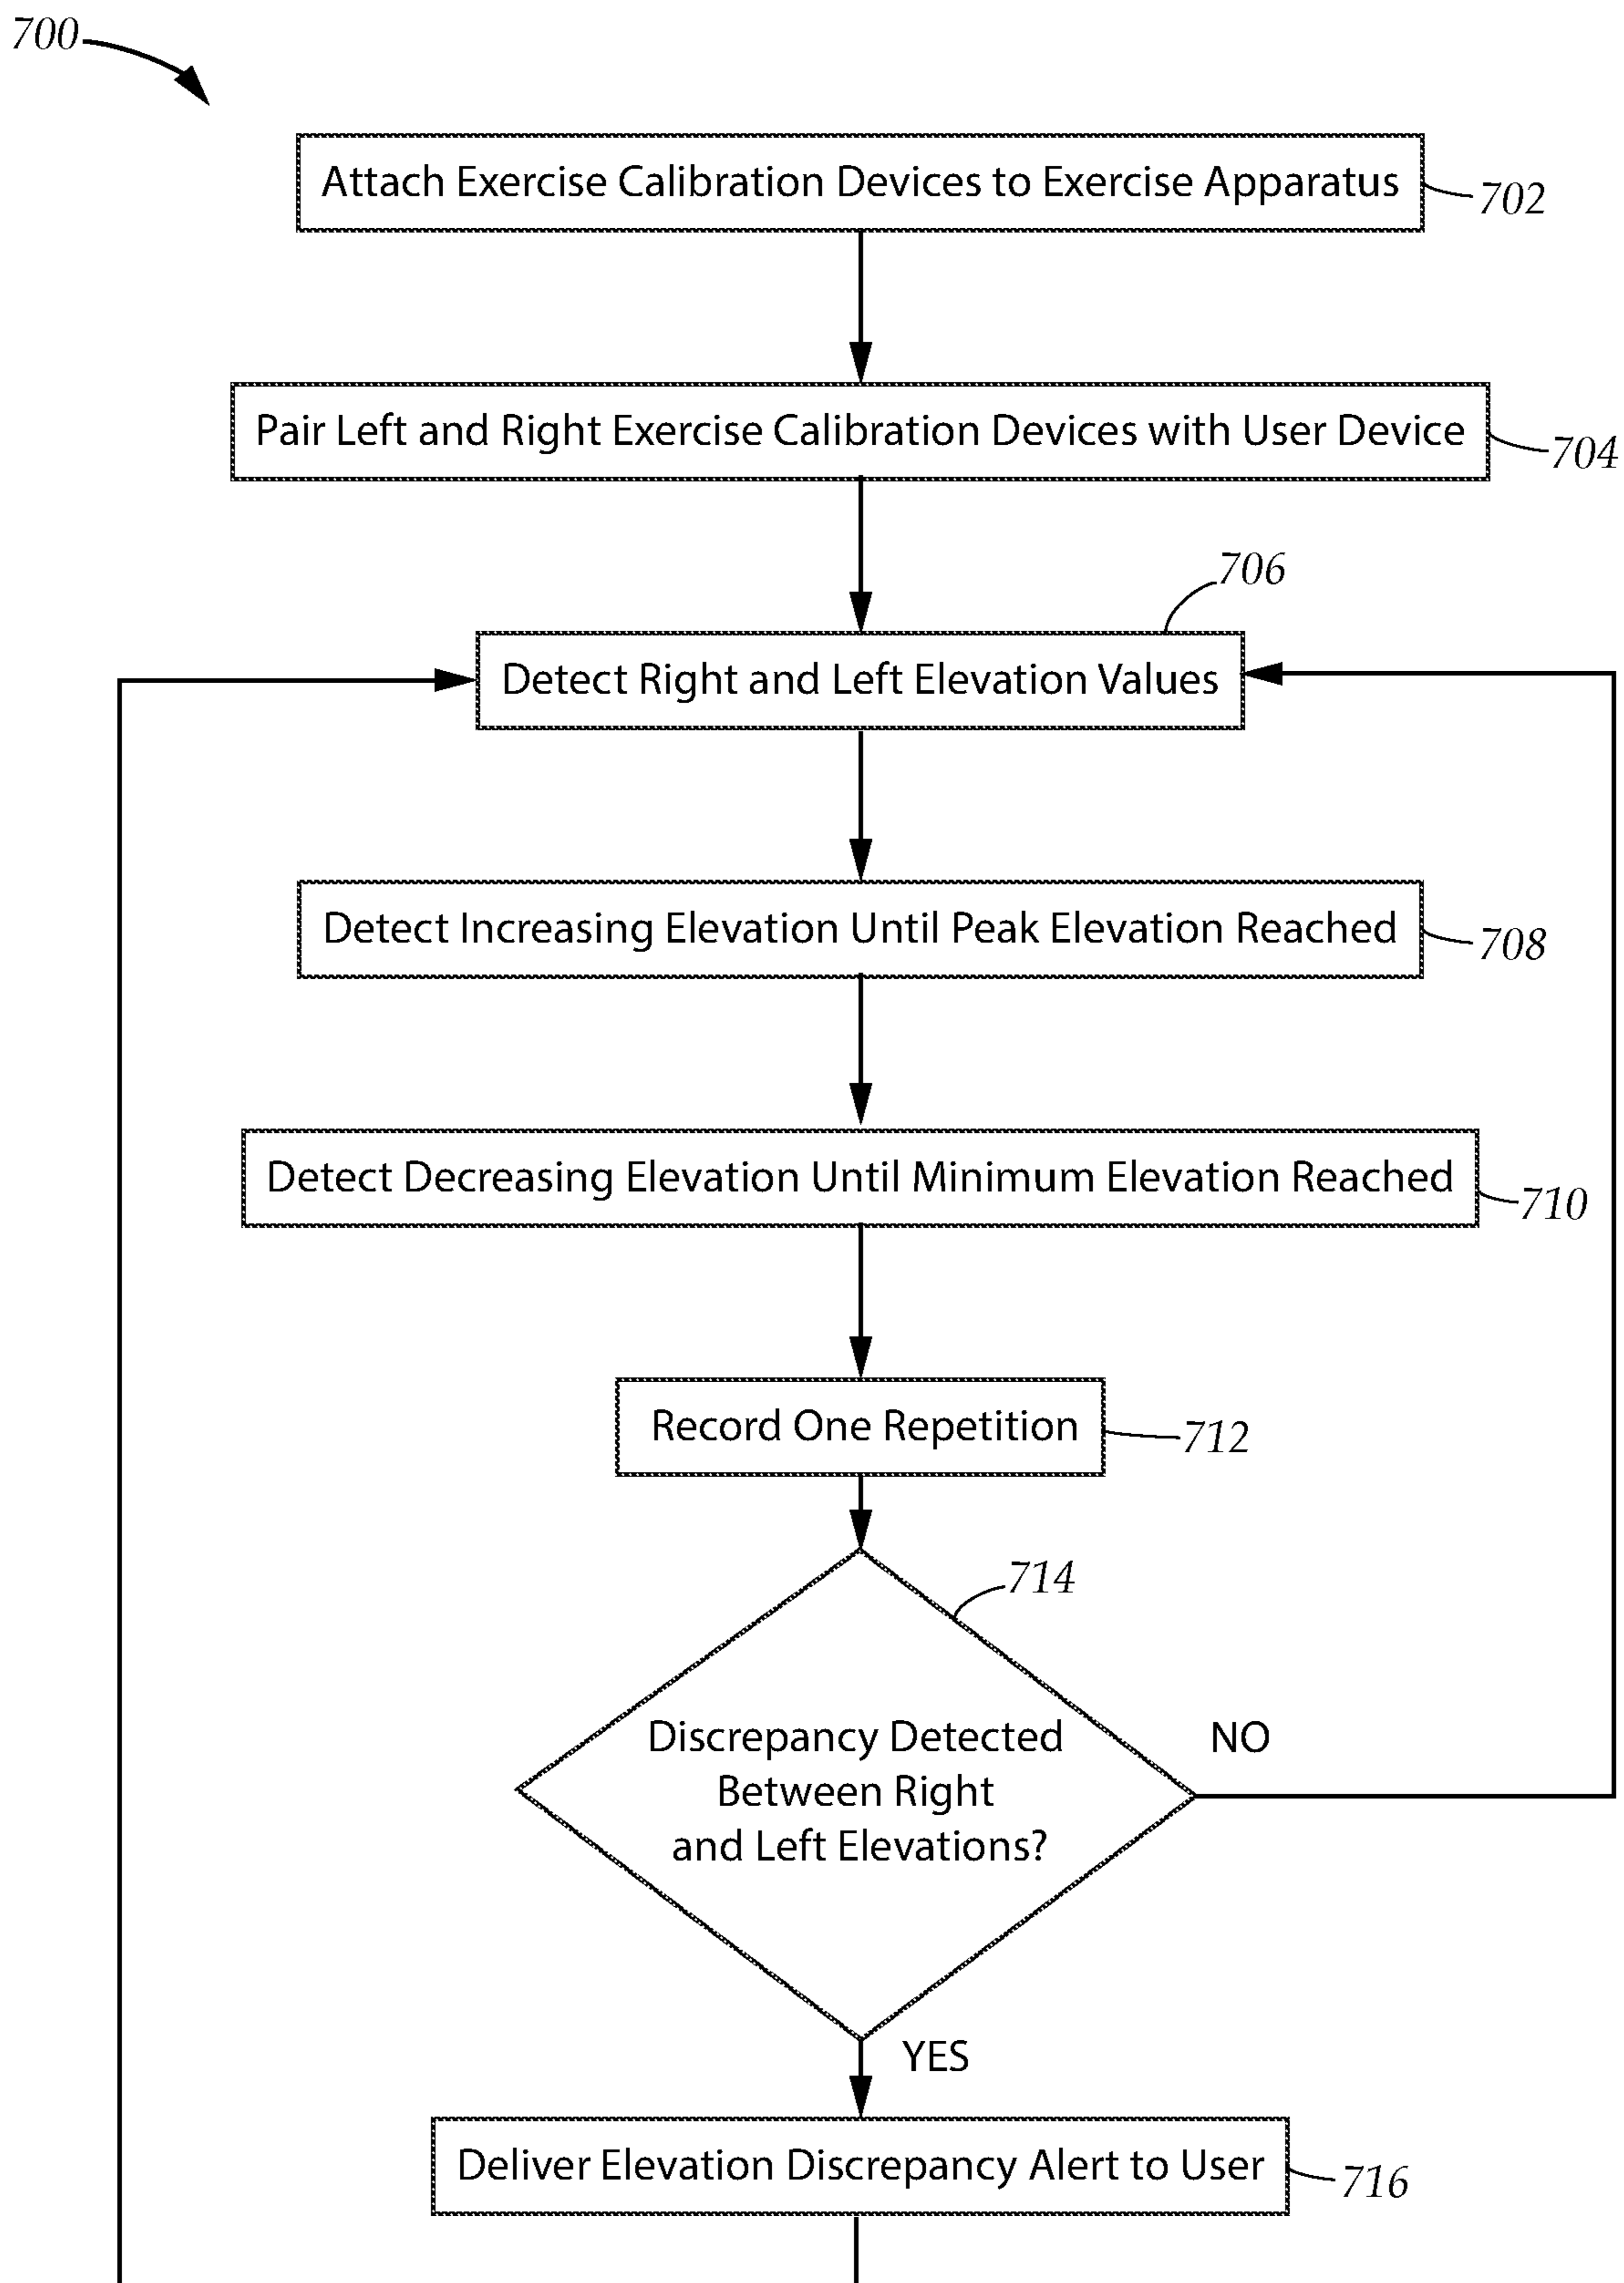 700
Attach Exercise Calibration Devices to Exercise Apparatus
702
Pair Left and Right Exercise Calibration Devices with User Device
704
706
Detect Right and Left Elevation Values
Detect Increasing Elevation Until Peak Elevation Reached
708
Detect Decreasing Elevation Until Minimum Elevation Reached
710
Record One Repetition
712
714
Discrepancy Detected
Between Right
and Left Elevations?
NO
YES
Deliver Elevation Discrepancy Alert to User
716